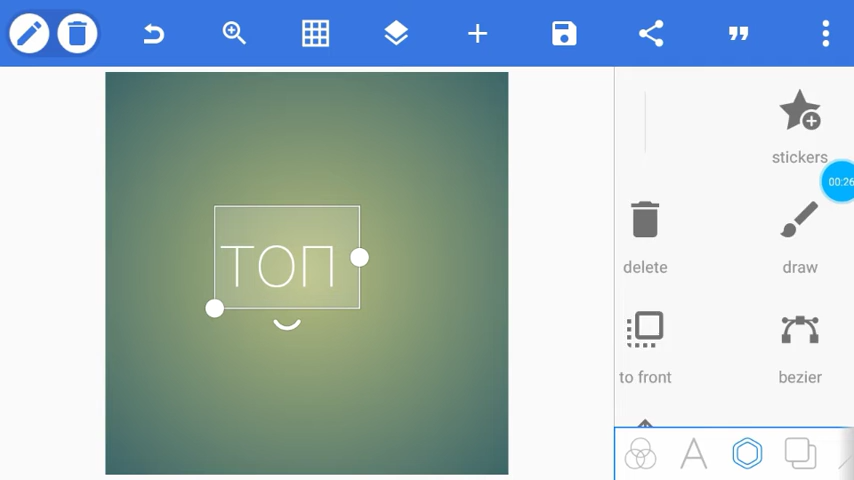 stickers
00:26
ТОП
delete
draw
to front
bezier